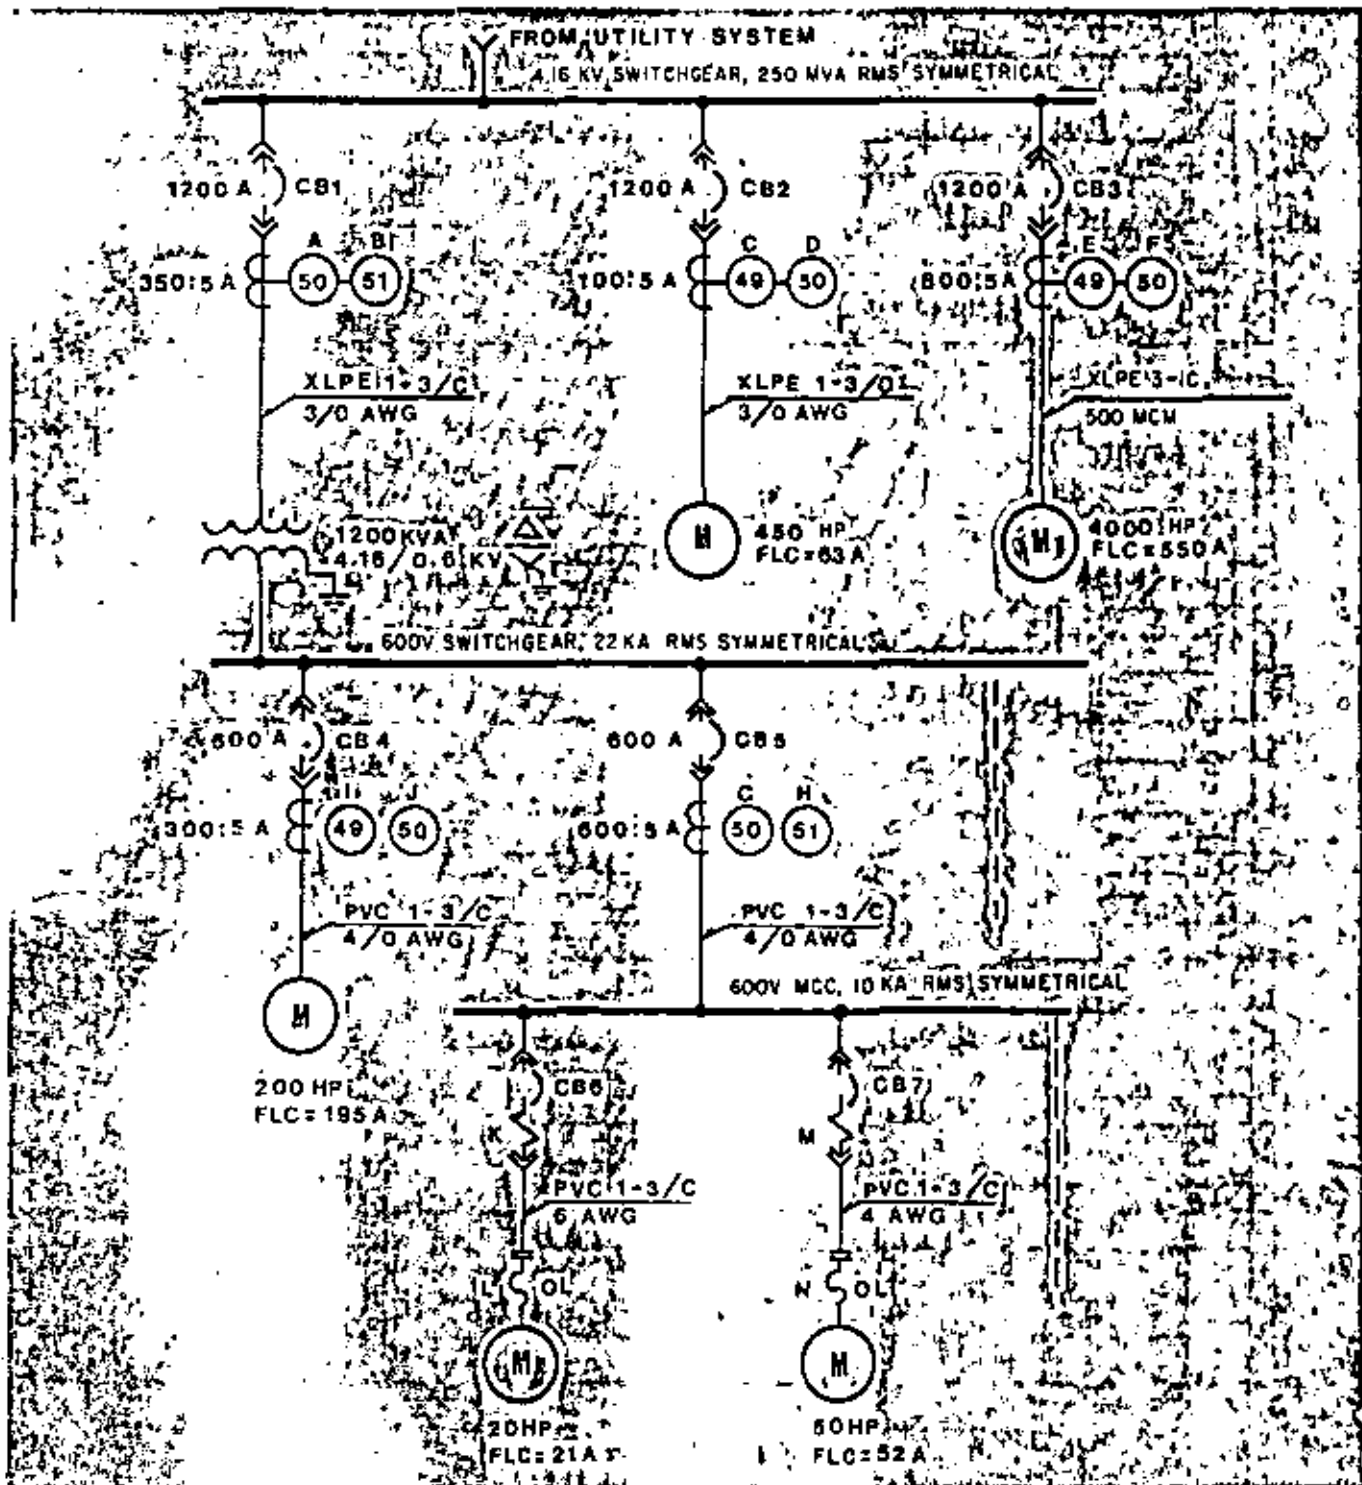 FROM UTILITY SYSTEM
4.16 KV SWITCHGEAR, 250 MVA RMS SYMMETRICAL
1200 A CB1
1200 A CB2
1200 A CB3
A B
C D
E F
350:5 A 50 51
100:5 A 49 50
800:5A 49 50
XLPE 1-3/C
3/0 AWG
XLPE 1-3/C
3/0 AWG
XLPE 3-1C
500 MCM
1200 KVA
4.16/0.6 KV
M
450 HP
FLC=63 A
M
4000 HP
FLC=550 A
600V SWITCHGEAR, 22 KA RMS SYMMETRICAL
600 A CB4
600 A CB5
I J
C H
300:5 A 49 50
600:5 A 50 51
PVC 1-3/C
4/0 AWG
PVC 1-3/C
4/0 AWG
600V MCC, 10 KA RMS SYMMETRICAL
M
200 HP
FLC=195 A
CB6
CB7
K
M
PVC 1-3/C
6 AWG
PVC 1-3/C
4 AWG
L OL
N OL
M
M
20HP
FLC=21A
FLC=52A